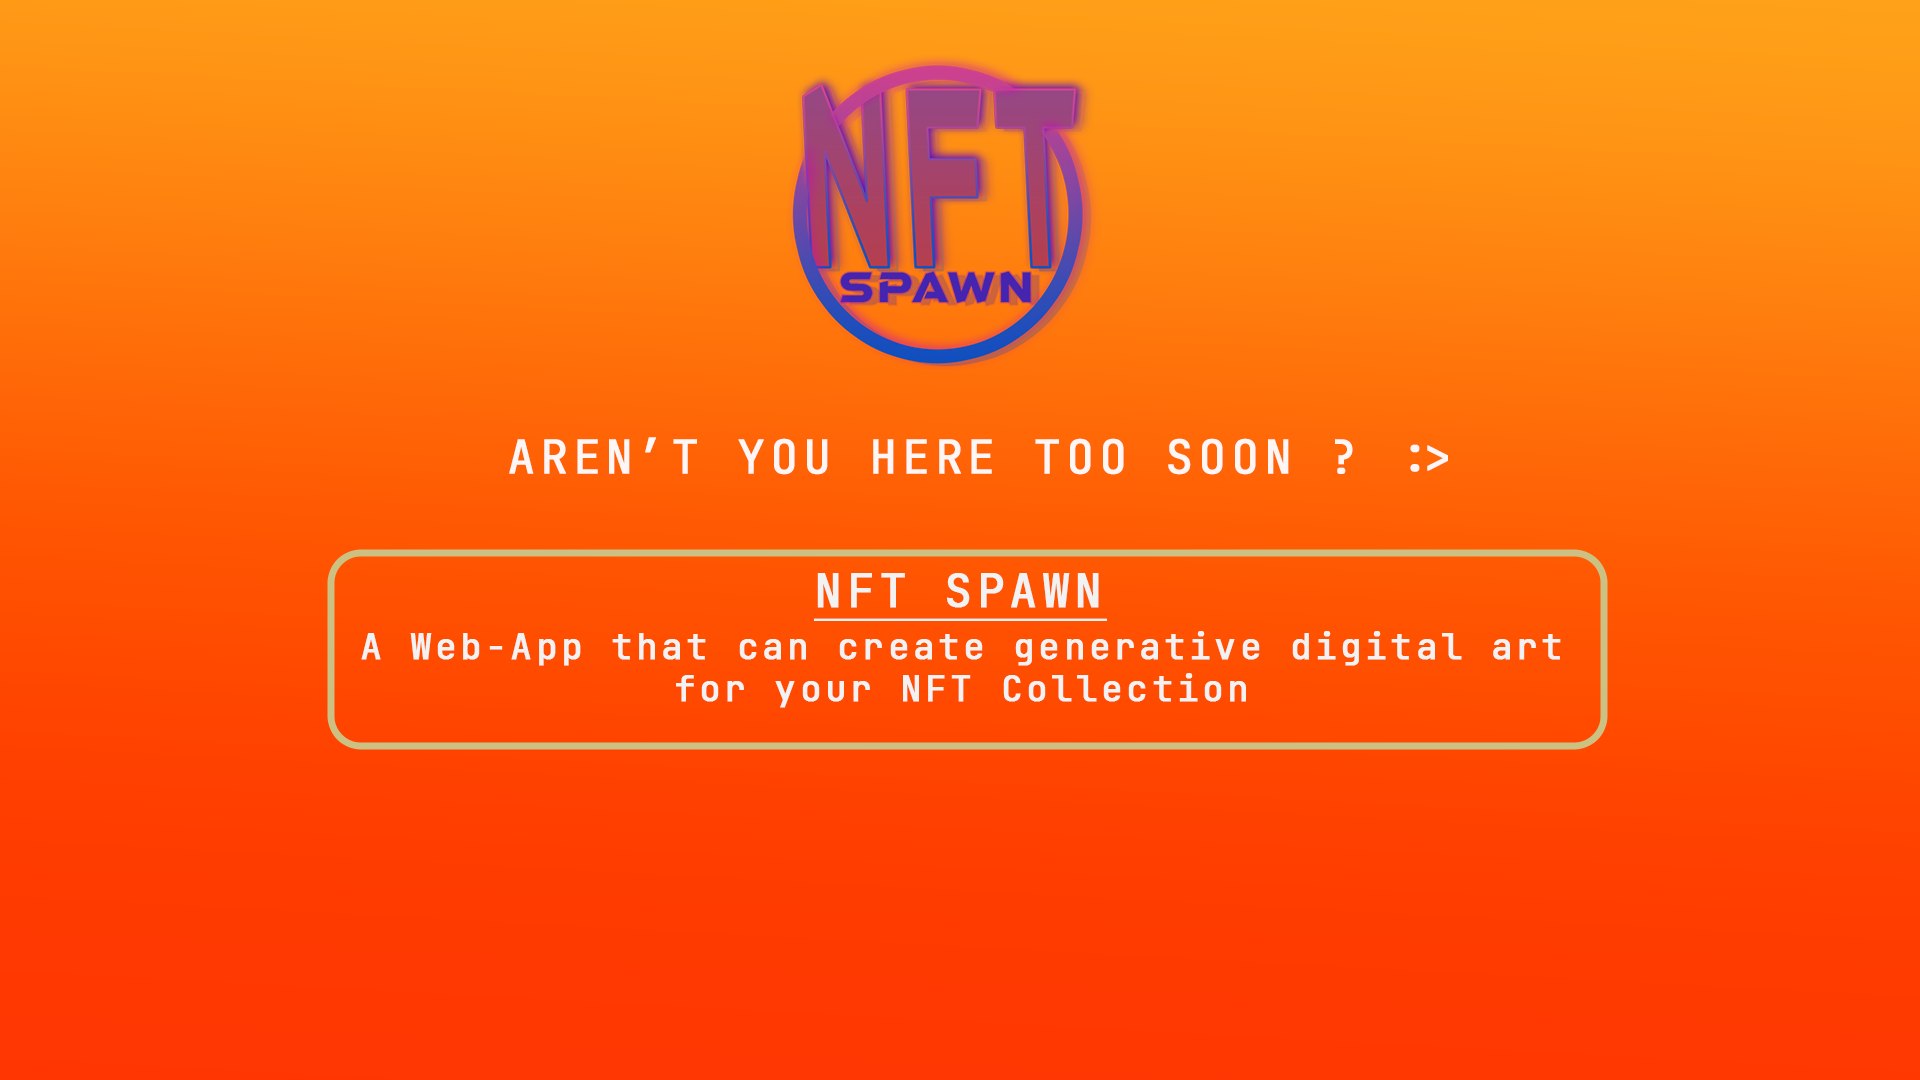 NFT
SPAWN
AREN’T YOU HERE TOO SOON ? :>
NFT SPAWN
A Web-App that can create generative digital art
for your NFT Collection